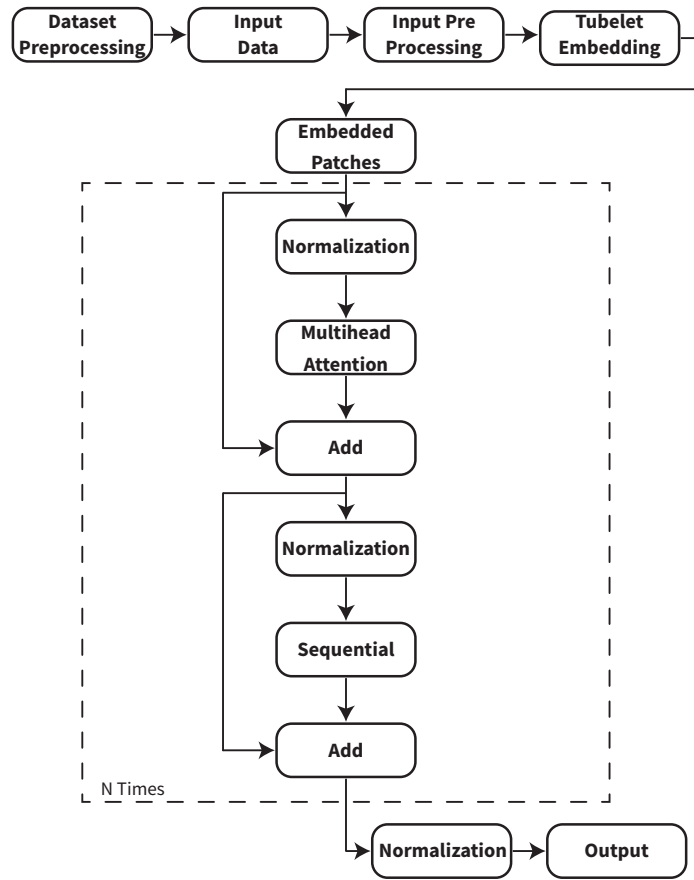 Dataset
Preprocessing
Input
Data
Input Pre
Processing
Tubelet
Embedding
Embedded
Patches
Normalization
Multihead
Attention
Add
Normalization
Sequential
Add
N Times
Normalization
Output